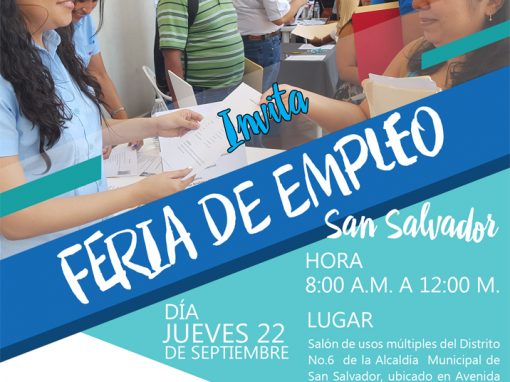 Invita
FERIA DE EMPLEO
San Salvador
HORA
8:00 A.M. A 12:00 M.
DÍA
JUEVES 22
DE SEPTIEMBRE
LUGAR
Salón de usos múltiples del Distrito
No.6 de la Alcaldía Municipal de
San Salvador, ubicado en Avenida